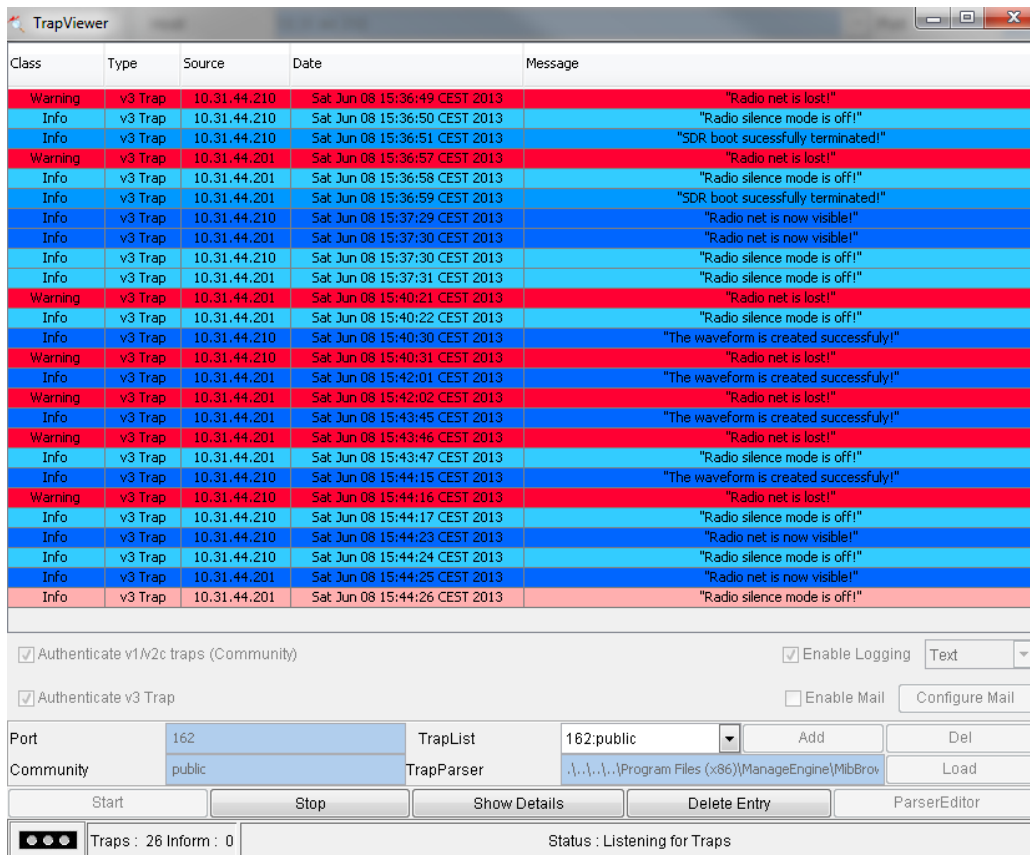 TrapViewer
Class Type Source Date Message
Warning v3 Trap 10.31.44.210 Sat Jun 08 15:36:49 CEST 2013 "Radio net is lost!"
Info v3 Trap 10.31.44.210 Sat Jun 08 15:36:50 CEST 2013 "Radio silence mode is off!"
Info v3 Trap 10.31.44.210 Sat Jun 08 15:36:51 CEST 2013 "SDR boot sucessfully terminated!"
Warning v3 Trap 10.31.44.201 Sat Jun 08 15:36:57 CEST 2013 "Radio net is lost!"
Info v3 Trap 10.31.44.201 Sat Jun 08 15:36:58 CEST 2013 "Radio silence mode is off!"
Info v3 Trap 10.31.44.201 Sat Jun 08 15:36:59 CEST 2013 "SDR boot sucessfully terminated!"
Info v3 Trap 10.31.44.210 Sat Jun 08 15:37:29 CEST 2013 "Radio net is now visible!"
Info v3 Trap 10.31.44.201 Sat Jun 08 15:37:30 CEST 2013 "Radio net is now visible!"
Info v3 Trap 10.31.44.210 Sat Jun 08 15:37:30 CEST 2013 "Radio silence mode is off!"
Info v3 Trap 10.31.44.201 Sat Jun 08 15:37:31 CEST 2013 "Radio silence mode is off!"
Warning v3 Trap 10.31.44.201 Sat Jun 08 15:40:21 CEST 2013 "Radio net is lost!"
Info v3 Trap 10.31.44.201 Sat Jun 08 15:40:22 CEST 2013 "Radio silence mode is off!"
Info v3 Trap 10.31.44.210 Sat Jun 08 15:40:30 CEST 2013 "The waveform is created successfuly!"
Warning v3 Trap 10.31.44.210 Sat Jun 08 15:40:31 CEST 2013 "Radio net is lost!"
Info v3 Trap 10.31.44.201 Sat Jun 08 15:42:01 CEST 2013 "The waveform is created successfuly!"
Warning v3 Trap 10.31.44.201 Sat Jun 08 15:42:02 CEST 2013 "Radio net is lost!"
Info v3 Trap 10.31.44.201 Sat Jun 08 15:43:45 CEST 2013 "The waveform is created successfuly!"
Warning v3 Trap 10.31.44.201 Sat Jun 08 15:43:46 CEST 2013 "Radio net is lost!"
Info v3 Trap 10.31.44.201 Sat Jun 08 15:43:47 CEST 2013 "Radio silence mode is off!"
Info v3 Trap 10.31.44.210 Sat Jun 08 15:44:15 CEST 2013 "The waveform is created successfuly!"
Warning v3 Trap 10.31.44.210 Sat Jun 08 15:44:16 CEST 2013 "Radio net is lost!"
Info v3 Trap 10.31.44.210 Sat Jun 08 15:44:17 CEST 2013 "Radio silence mode is off!"
Info v3 Trap 10.31.44.210 Sat Jun 08 15:44:23 CEST 2013 "Radio net is now visible!"
Info v3 Trap 10.31.44.210 Sat Jun 08 15:44:24 CEST 2013 "Radio silence mode is off!"
Info v3 Trap 10.31.44.201 Sat Jun 08 15:44:25 CEST 2013 "Radio net is now visible!"
Info v3 Trap 10.31.44.201 Sat Jun 08 15:44:26 CEST 2013 "Radio silence mode is off!"
Authenticate v1/v2c traps (Community) Enable Logging Text
Authenticate v3 Trap Enable Mail Configure Mail
Port 162 TrapList 162:public Add Del
Community public TrapParser .\..\..\..\Program Files (x86)\ManageEngine\MibBrow Load
Start Stop Show Details Delete Entry ParserEditor
Traps : 26 Inform : 0 Status : Listening for Traps